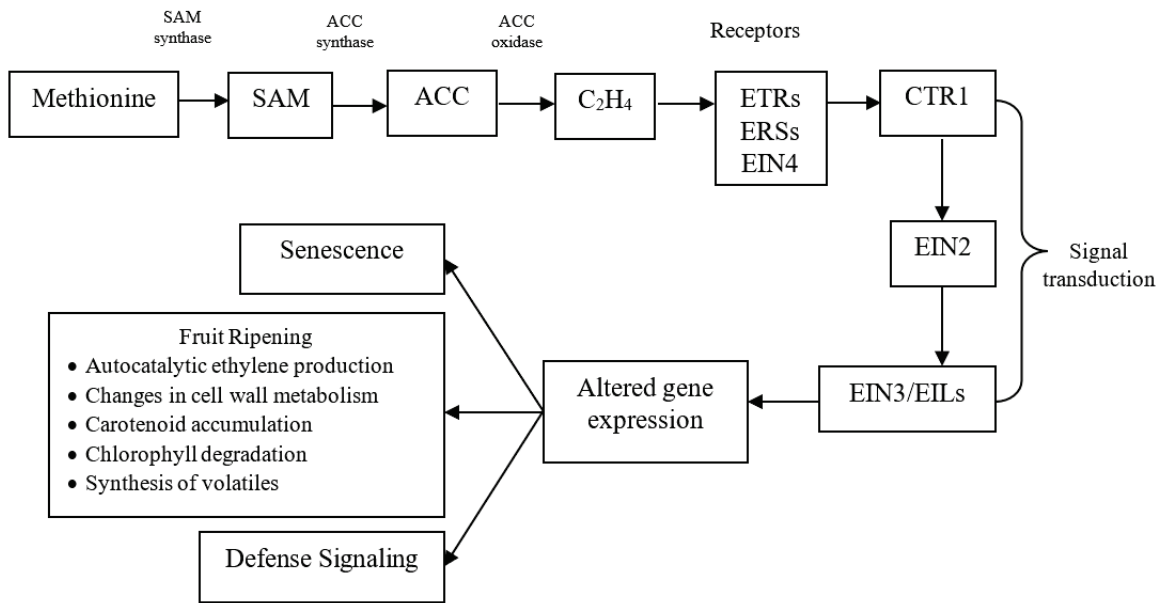 SAM
synthase
ACC
synthase
ACC
oxidase
Receptors
Methionine
SAM
ACC
C₂H₄
ETRs
ERSs
EIN4
CTR1
EIN2
Signal
transduction
EIN3/EILs
Altered gene
expression
Senescence
Fruit Ripening
• Autocatalytic ethylene production
• Changes in cell wall metabolism
• Carotenoid accumulation
• Chlorophyll degradation
• Synthesis of volatiles
Defense Signaling